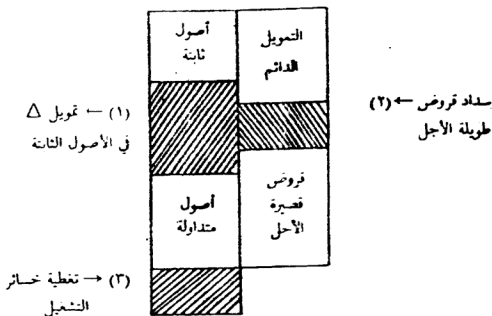 أصول
ثابتة
التمويل
الدائم
(١) ← تمويل Δ
في الأصول الثابتة
سداد قروض ←(٢)
طويلة الأجل
أصول
متداولة
قروض
قصيرة
الأجل
(٣) → تغطية خسائر
التشغيل